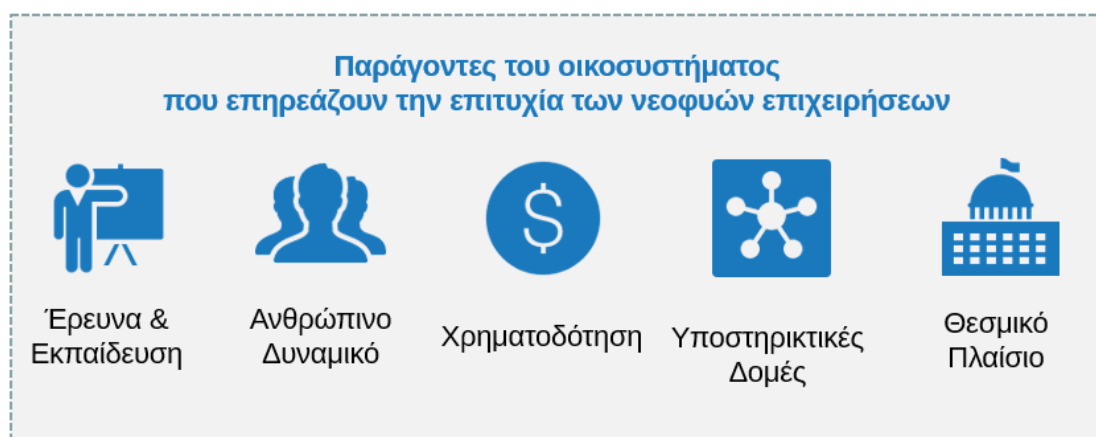 Παράγοντες του οικοσυστήματος
που επηρεάζουν την επιτυχία των νεοφυών επιχειρήσεων
$
Έρευνα &
Εκπαίδευση
Ανθρώπινο
Δυναμικό
Χρηματοδότηση
Υποστηρικτικές
Δομές
Θεσμικό
Πλαίσιο